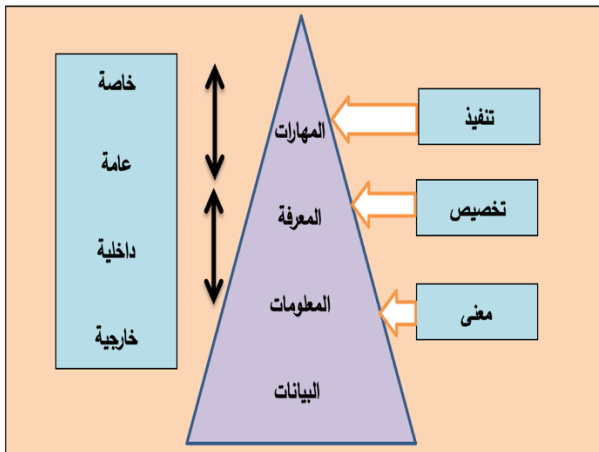 خاصة
عامة
داخلية
خارجية
المهارات
المعرفة
المعلومات
البيانات
تنفيذ
تخصيص
معنى